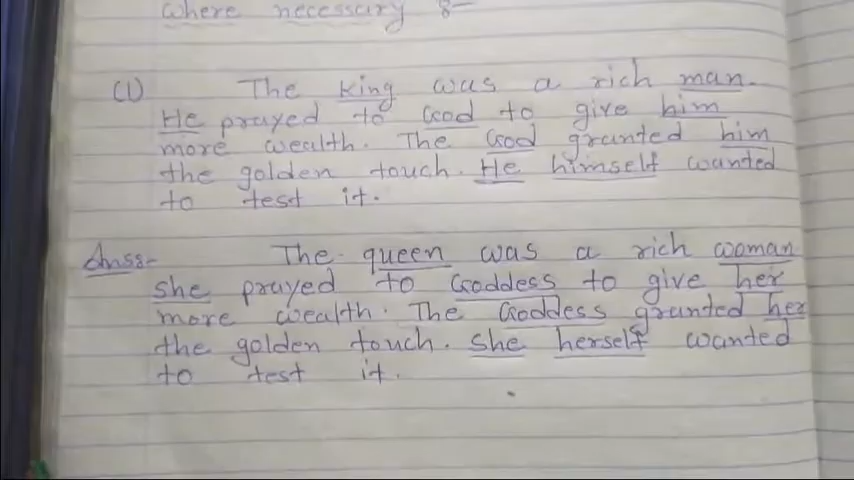 where necessary :-
(1) The King was a rich man.
He prayed to God to give him
more wealth. The God granted him
the golden touch. He himself wanted
to test it.
Ans:- The queen was a rich woman
she prayed to Goddess to give her
more wealth. The Goddess granted her
the golden touch. She herself wanted
to test it.